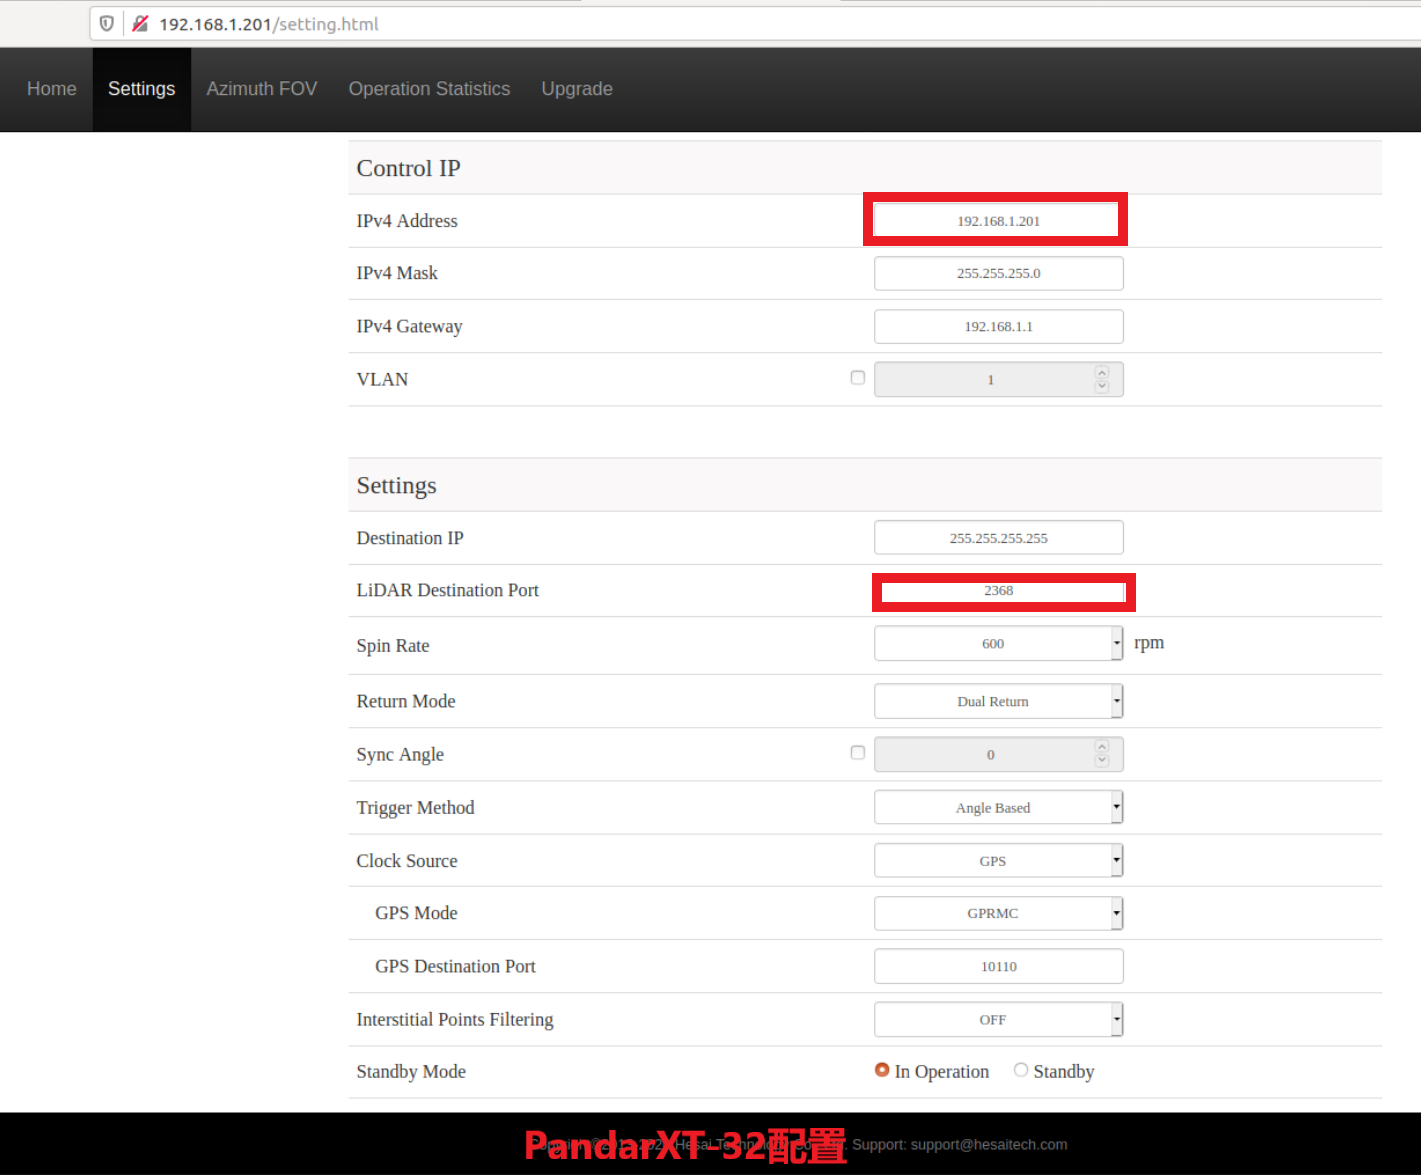 192.168.1.201/setting.html
Home Settings Azimuth FOV Operation Statistics Upgrade
Control IP
IPv4 Address 192.168.1.201
IPv4 Mask 255.255.255.0
IPv4 Gateway 192.168.1.1
VLAN 1
Settings
Destination IP 255.255.255.255
LiDAR Destination Port 2368
Spin Rate 600 rpm
Return Mode Dual Return
Sync Angle 0
Trigger Method Angle Based
Clock Source GPS
GPS Mode GPRMC
GPS Destination Port 10110
Interstitial Points Filtering OFF
Standby Mode In Operation Standby
PandarXT-32配置
Hesai Support: support@hesaitech.com